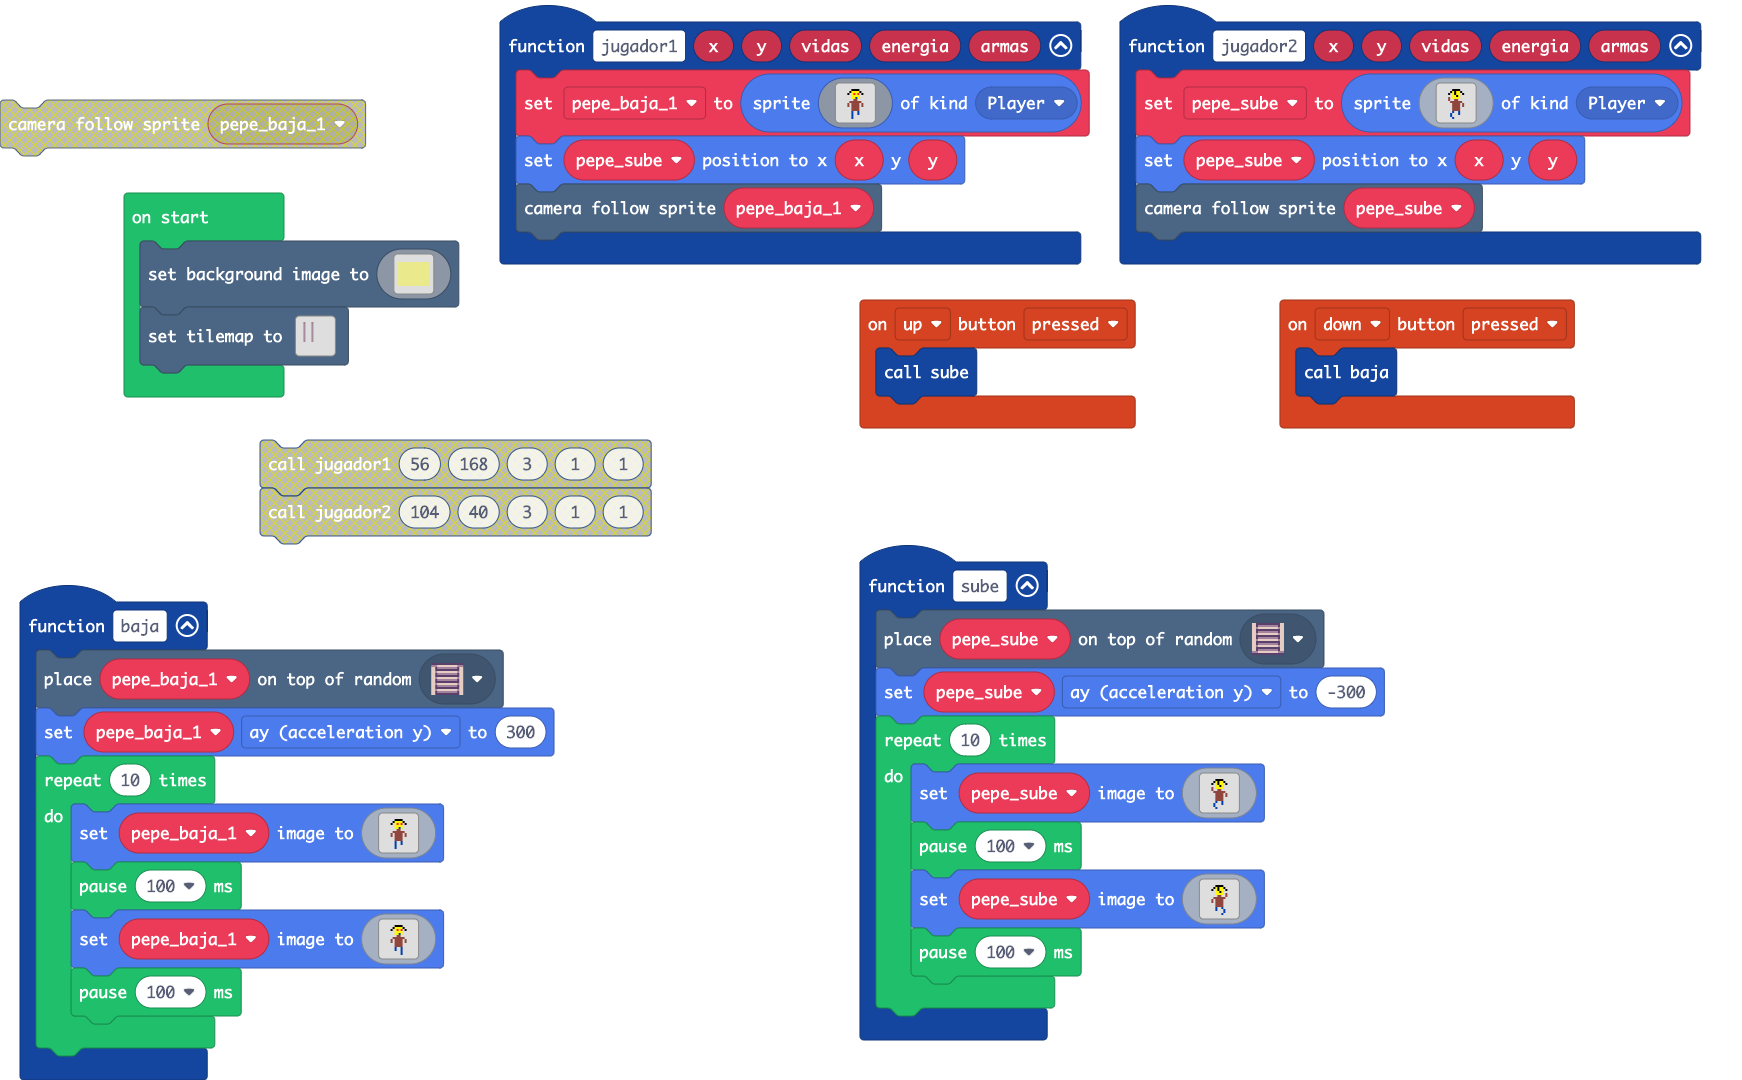 camera follow sprite pepe_baja_1
on start
set background image to
set tilemap to
function jugador1 x y vidas energia armas
set pepe_baja_1 to sprite of kind Player
set pepe_sube position to x x y y
camera follow sprite pepe_baja_1
function jugador2 x y vidas energia armas
set pepe_sube to sprite of kind Player
set pepe_sube position to x x y y
camera follow sprite pepe_sube
on up button pressed
call sube
on down button pressed
call baja
call jugador1 56 168 3 1 1
call jugador2 104 40 3 1 1
function baja
place pepe_baja_1 on top of random
set pepe_baja_1 ay (acceleration y) to 300
repeat 10 times
do
set pepe_baja_1 image to
pause 100 ms
set pepe_baja_1 image to
pause 100 ms
function sube
place pepe_sube on top of random
set pepe_sube ay (acceleration y) to -300
repeat 10 times
do
set pepe_sube image to
pause 100 ms
set pepe_sube image to
pause 100 ms